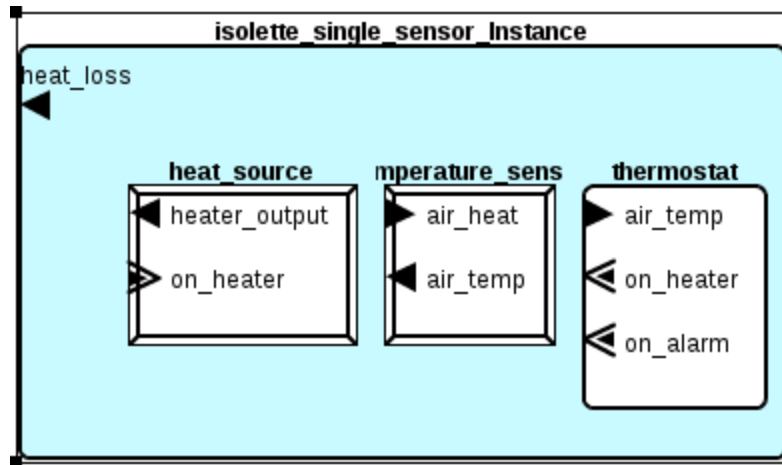 isolette_single_sensor_Instance
heat_loss
heat_source
mperature_sens
thermostat
heater_output
on_heater
air_heat
air_temp
air_temp
on_heater
on_alarm